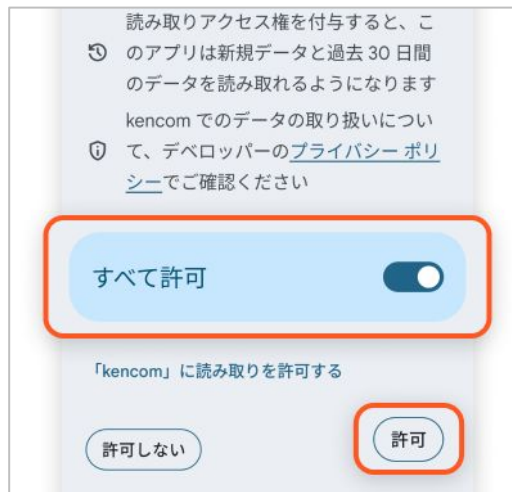 読み取りアクセス権を付与すると、こ
のアプリは新規データと過去 30 日間
のデータを読み取れるようになります
kencom でのデータの取り扱いについ
て、デベロッパーのプライバシー ポリ
シーでご確認ください
すべて許可
「kencom」に読み取りを許可する
許可しない
許可